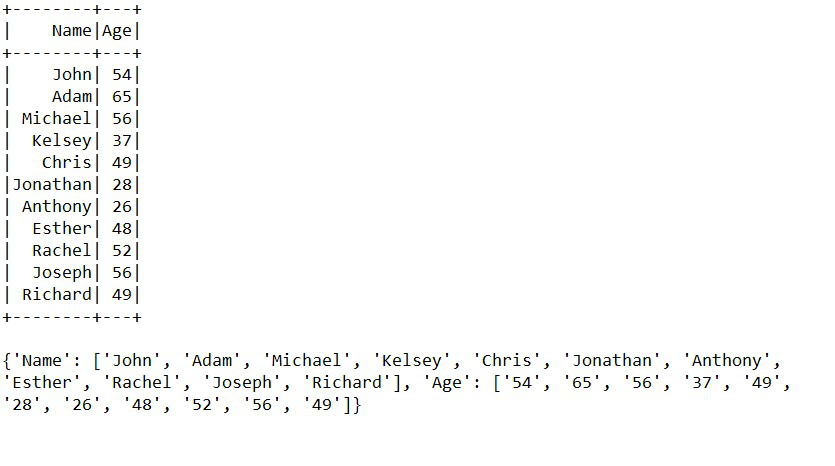 +--------+---+
|    Name|Age|
+--------+---+
|    John| 54|
|    Adam| 65|
| Michael| 56|
|  Kelsey| 37|
|   Chris| 49|
|Jonathan| 28|
| Anthony| 26|
|  Esther| 48|
|  Rachel| 52|
|  Joseph| 56|
| Richard| 49|
+--------+---+
{'Name': ['John', 'Adam', 'Michael', 'Kelsey', 'Chris', 'Jonathan', 'Anthony',
'Esther', 'Rachel', 'Joseph', 'Richard'], 'Age': ['54', '65', '56', '37', '49',
'28', '26', '48', '52', '56', '49']}